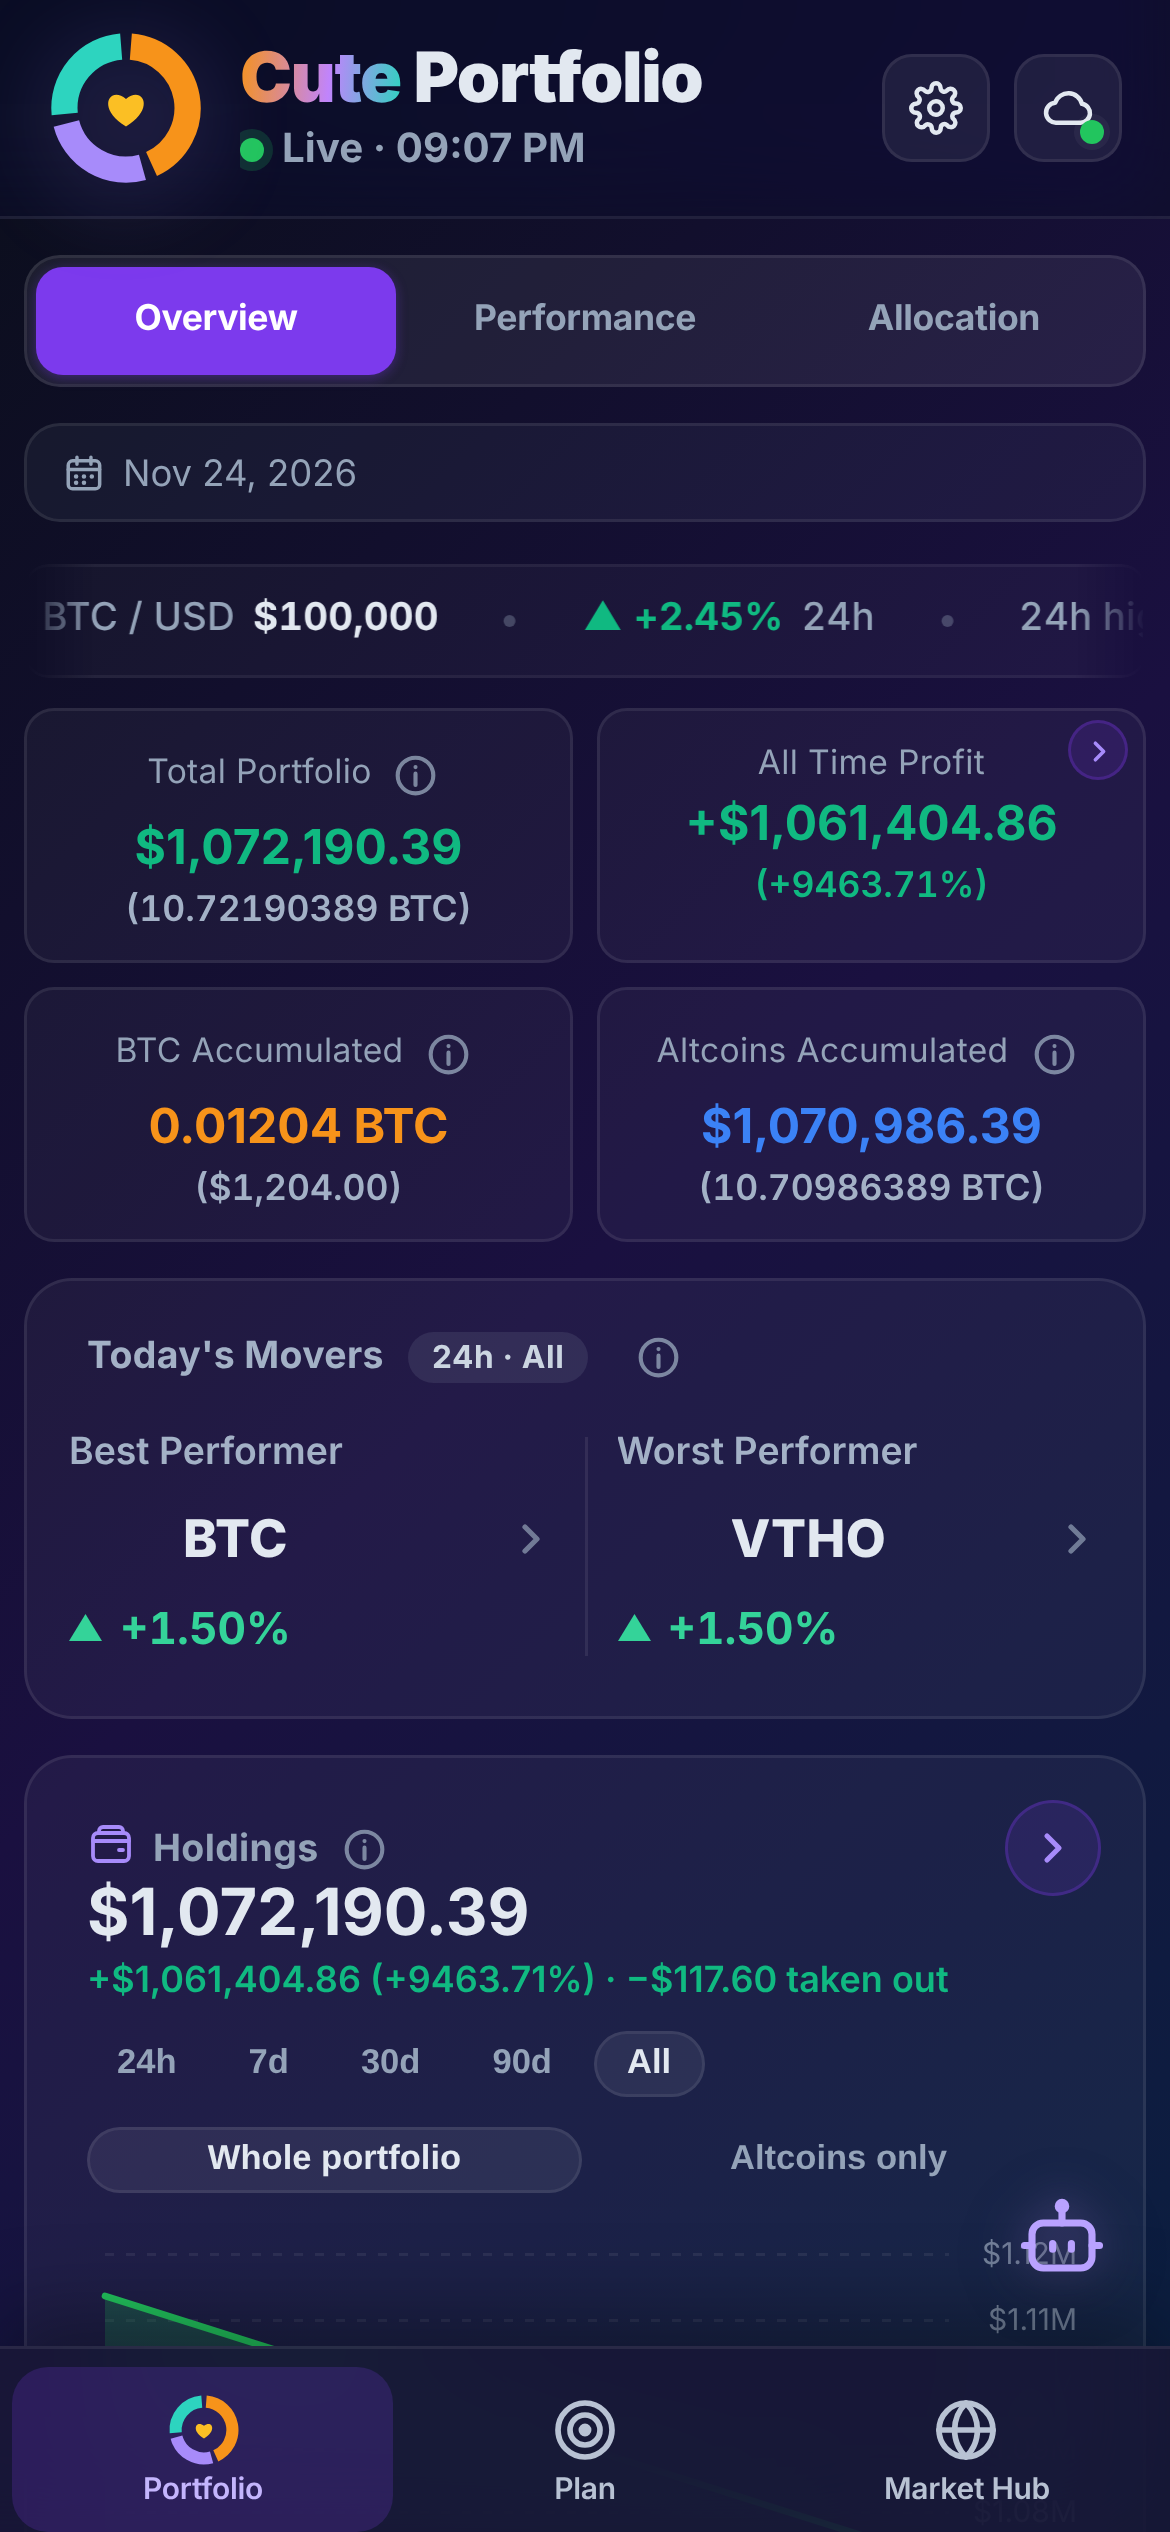 Cute Portfolio
Live · 09:07 PM
Overview Performance Allocation
Nov 24, 2026
BTC / USD $100,000 • ▲ +2.45% 24h • 24h
Total Portfolio
$1,072,190.39
(10.72190389 BTC)
All Time Profit
+$1,061,404.86
(+9463.71%)
BTC Accumulated
0.01204 BTC
($1,204.00)
Altcoins Accumulated
$1,070,986.39
(10.70986389 BTC)
Today's Movers 24h · All
Best Performer
BTC
▲ +1.50%
Worst Performer
VTHO
▲ +1.50%
Holdings
$1,072,190.39
+$1,061,404.86 (+9463.71%) · −$117.60 taken out
24h 7d 30d 90d All
Whole portfolio Altcoins only
$1.12M
$1.11M
$1.08M
Portfolio Plan Market Hub